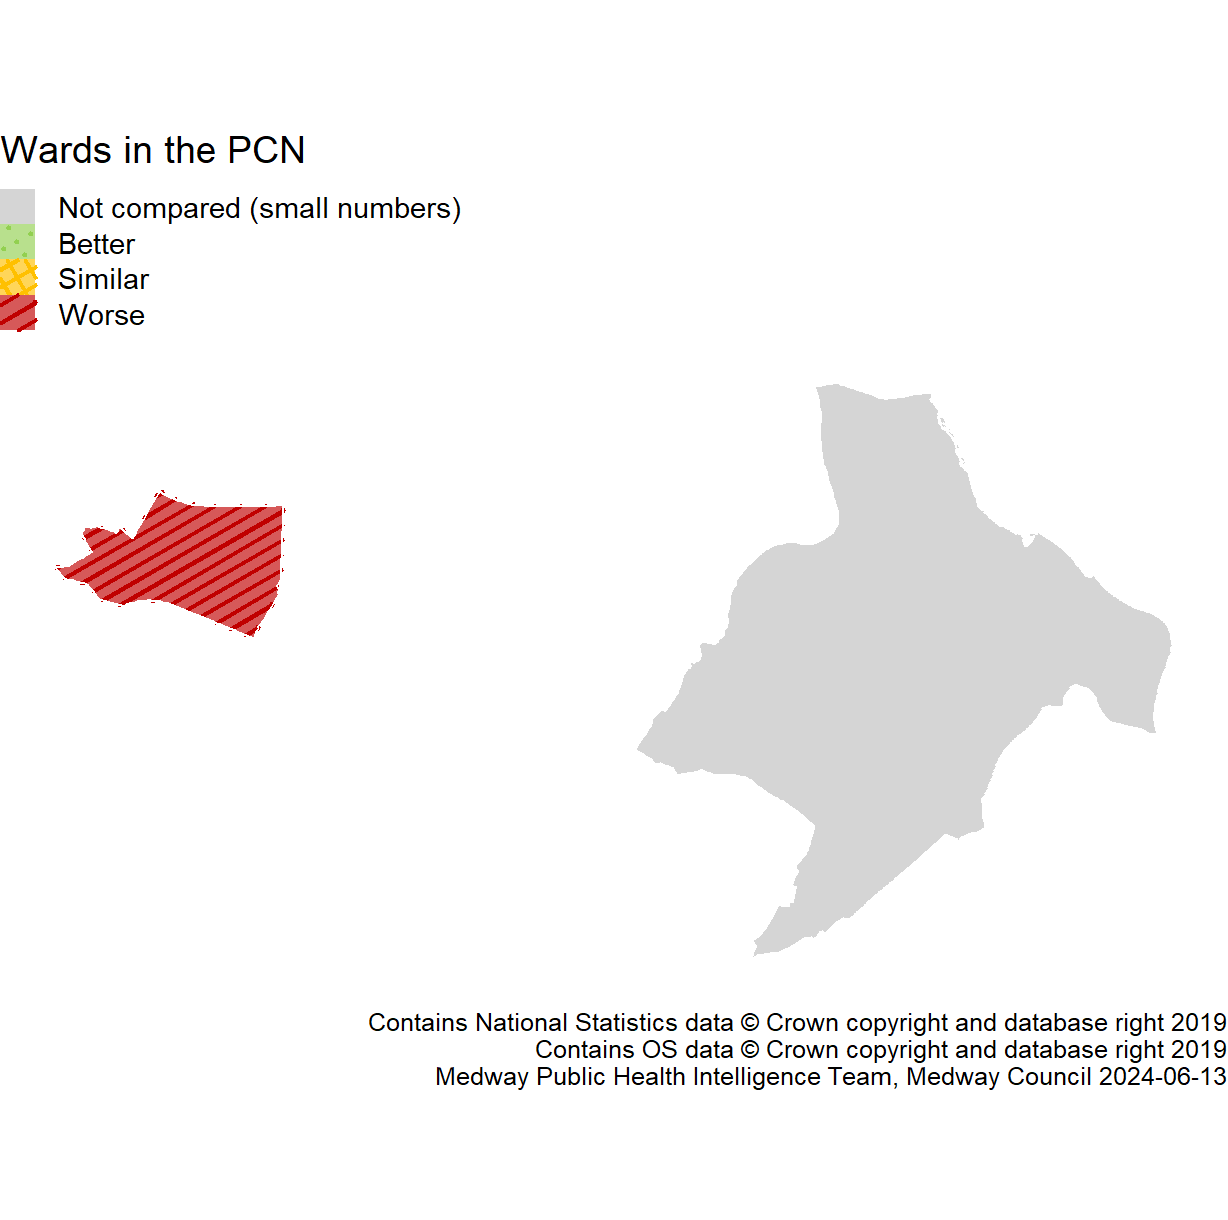 Wards in the PCN
Not compared (small numbers)
Better
Similar
Worse
Contains National Statistics data © Crown copyright and database right 2019
Contains OS data © Crown copyright and database right 2019
Medway Public Health Intelligence Team, Medway Council 2024-06-13